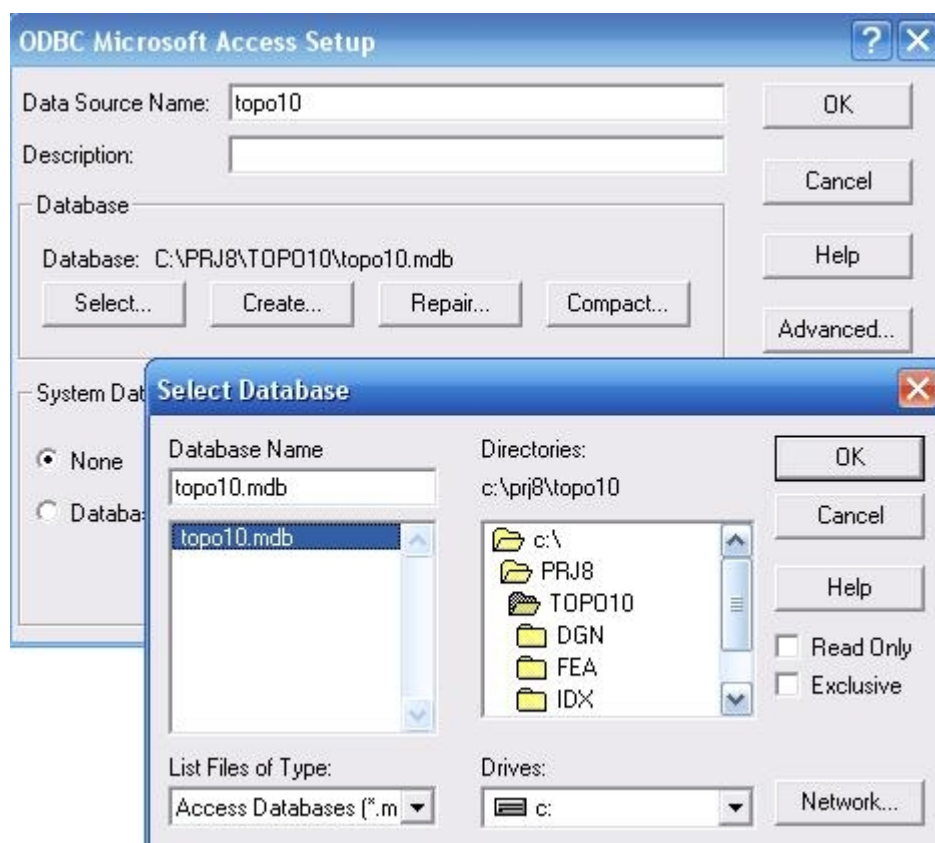 ODBC Microsoft Access Setup
Data Source Name: topo10
OK
Description:
Cancel
Database
Database: C:\PRJ8\TOPO10\topo10.mdb
Help
Select... Create... Repair... Compact...
Advanced...
System Dat
None
Databa
Select Database
Database Name
topo10.mdb
topo10.mdb
Directories:
c:\prj8\topo10
c:\
PRJ8
TOPO10
DGN
FEA
IDX
OK
Cancel
Help
Read Only
Exclusive
List Files of Type:
Access Databases (*.m
Drives:
c:
Network...